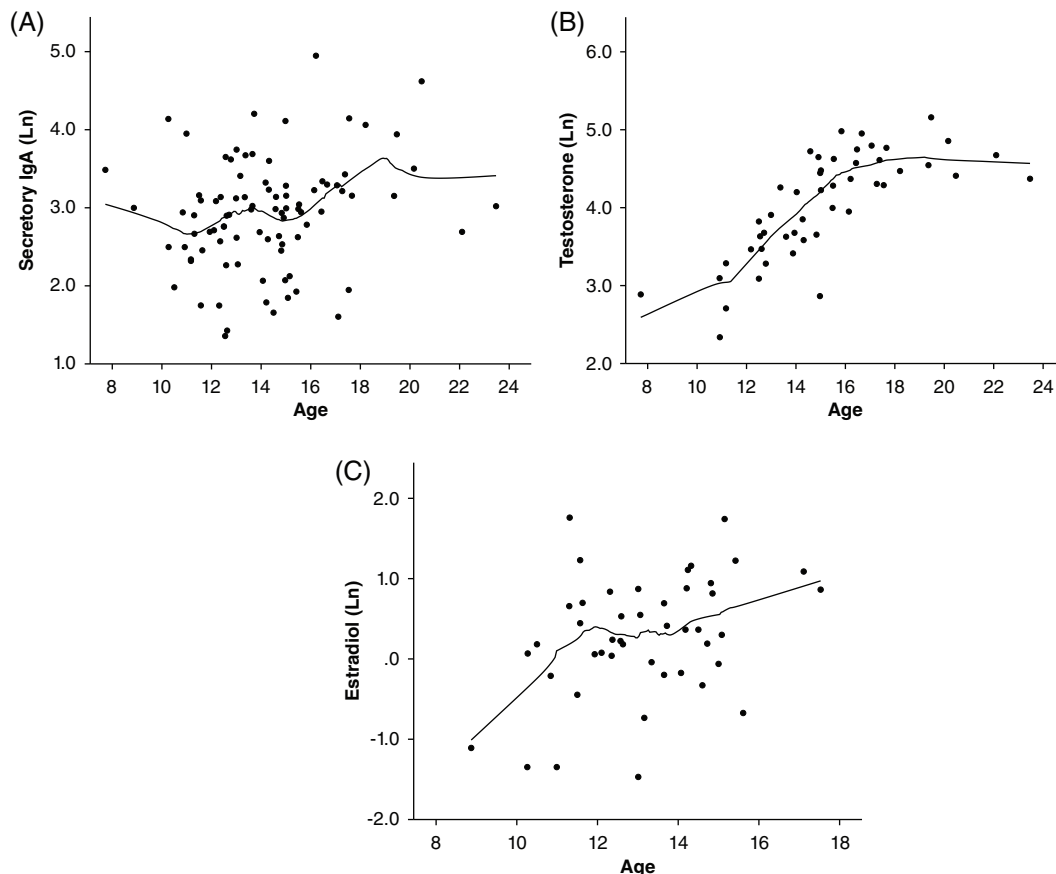 (A)
5.0
4.0
3.0
2.0
1.0
Secretory IgA (Ln)
8 10 12 14 16 18 20 22 24
Age
(B)
6.0
5.0
4.0
3.0
2.0
Testosterone (Ln)
8 10 12 14 16 18 20 22 24
Age
(C)
2.0
1.0
.0
-1.0
-2.0
Estradiol (Ln)
8 10 12 14 16 18
Age